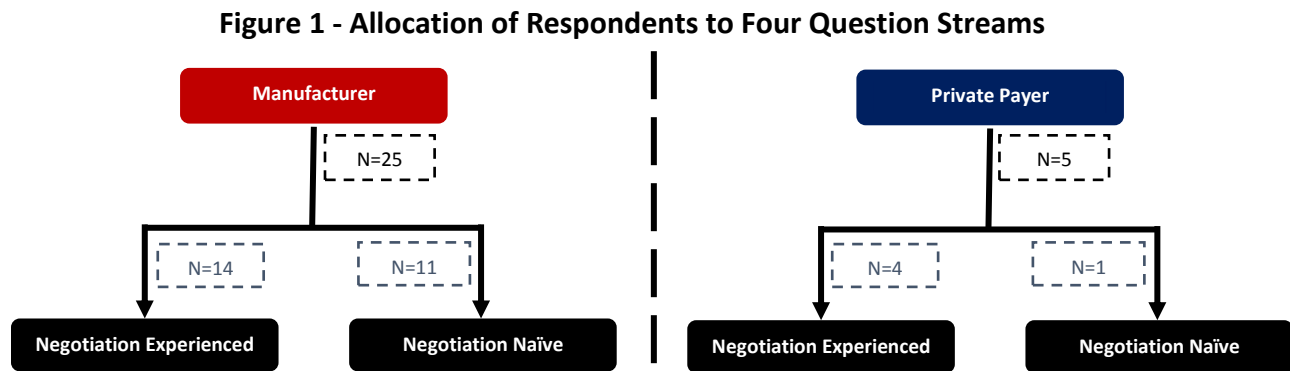 Figure 1 - Allocation of Respondents to Four Question Streams
Manufacturer
N=25
N=14
N=11
Negotiation Experienced
Negotiation Naïve
Private Payer
N=5
N=4
N=1
Negotiation Experienced
Negotiation Naïve